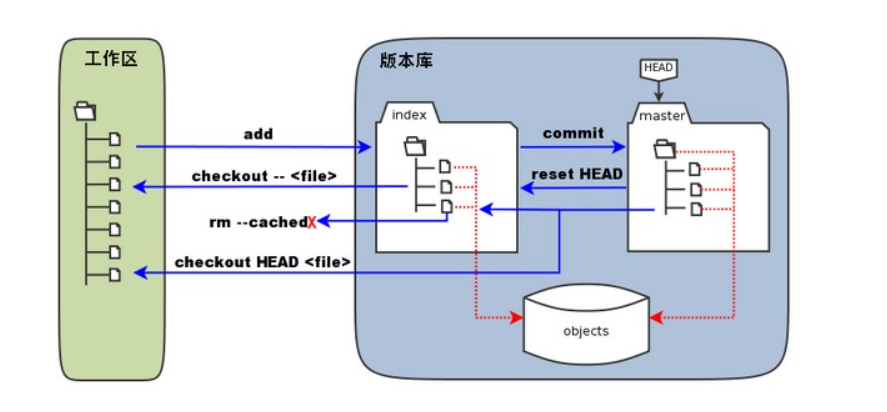 工作区
版本库
HEAD
index
master
add
commit
checkout -- <file>
reset HEAD
rm --cachedX
checkout HEAD <file>
objects